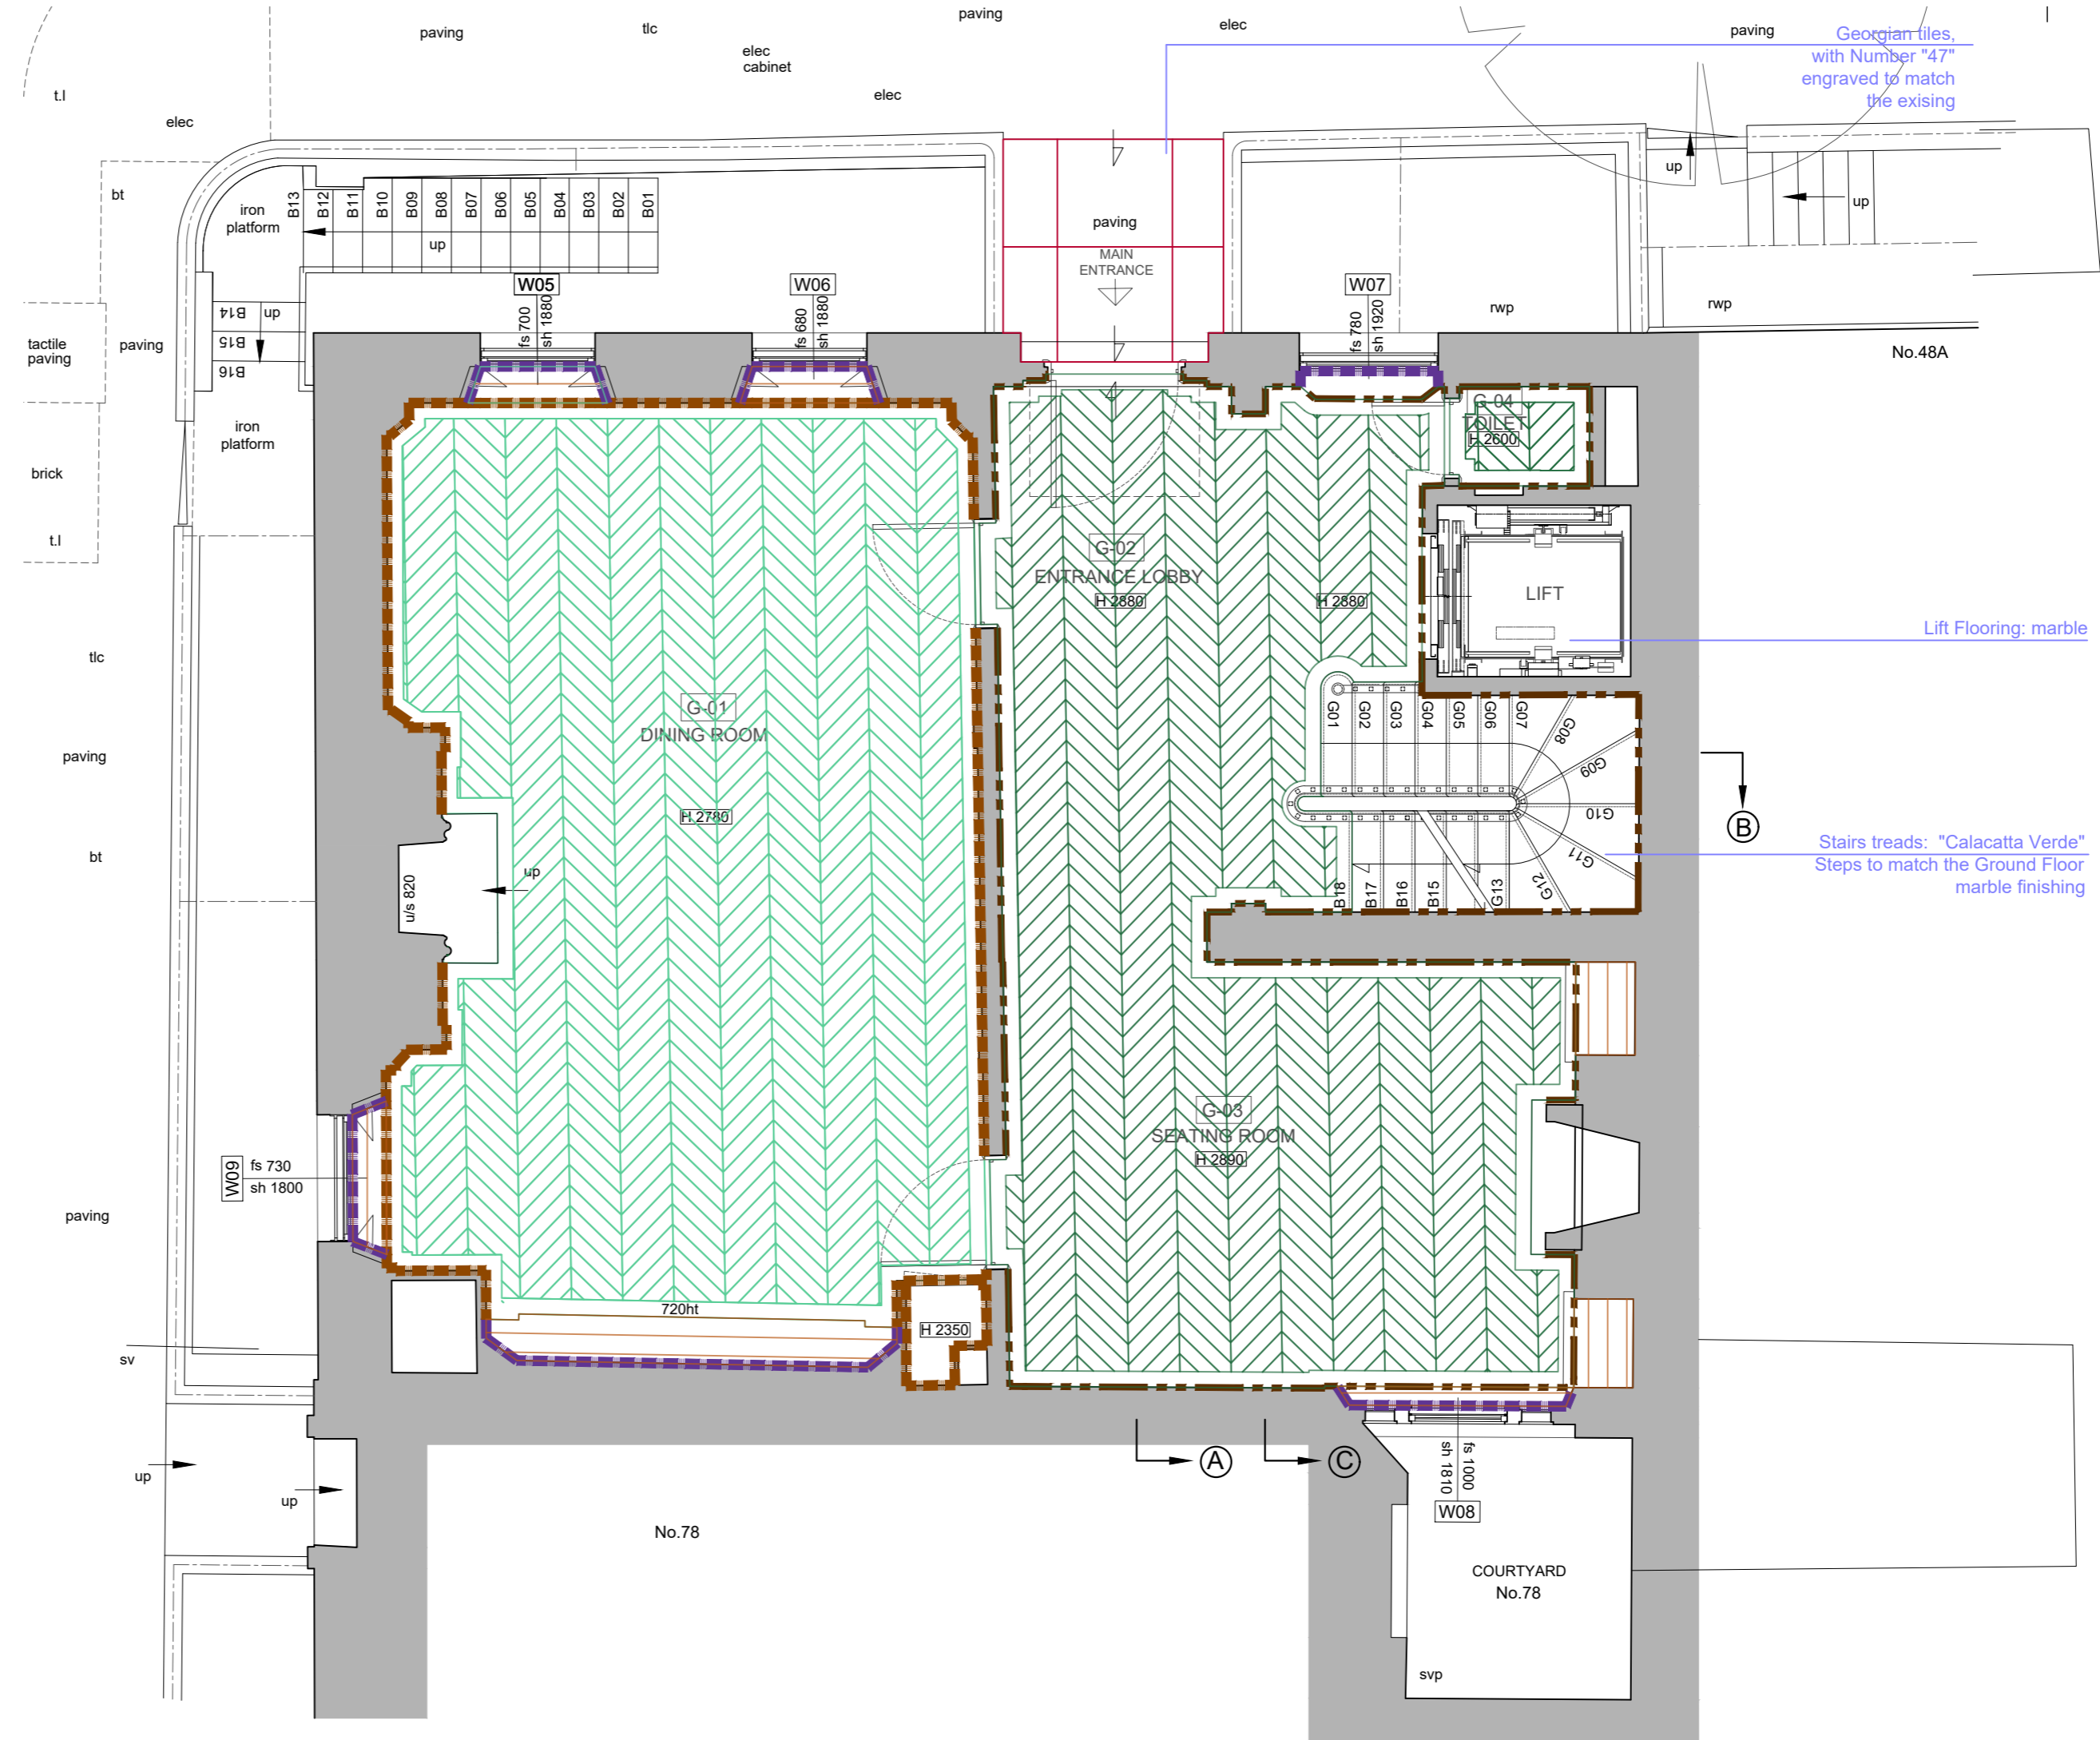 paving
tlc
paving
elec
paving
elec
cabinet
Georgian tiles,
with Number "47"
engraved to match
the exising
t.l
elec
elec
bt
iron
platform
B13
B12
B11
B10
B09
B08
B07
B06
B05
B04
B03
B02
B01
up
paving
MAIN
ENTRANCE
up
up
W05
fs 700
sh 1880
W06
fs 680
sh 1880
W07
fs 780
sh 1920
rwp
rwp
B14
B15
B16
up
tactile
paving
paving
No.48A
iron
platform
brick
t.l
G-04
TOILET
H 2600
G-02
ENTRANCE LOBBY
H 2880
H 2880
LIFT
Lift Flooring: marble
tlc
G-01
DINING ROOM
H 2780
paving
bt
G01
G02
G03
G04
G05
G06
G07
G08
G09
G10
G11
G12
G13
B15
B16
B17
B18
B
Stairs treads: "Calacatta Verde"
Steps to match the Ground Floor
marble finishing
u/s 820
up
G-03
SEATING ROOM
H 2890
W09
fs 730
sh 1800
paving
720ht
H 2350
sv
A
C
up
up
fs 1000
sh 1810
W08
No.78
COURTYARD
No.78
svp